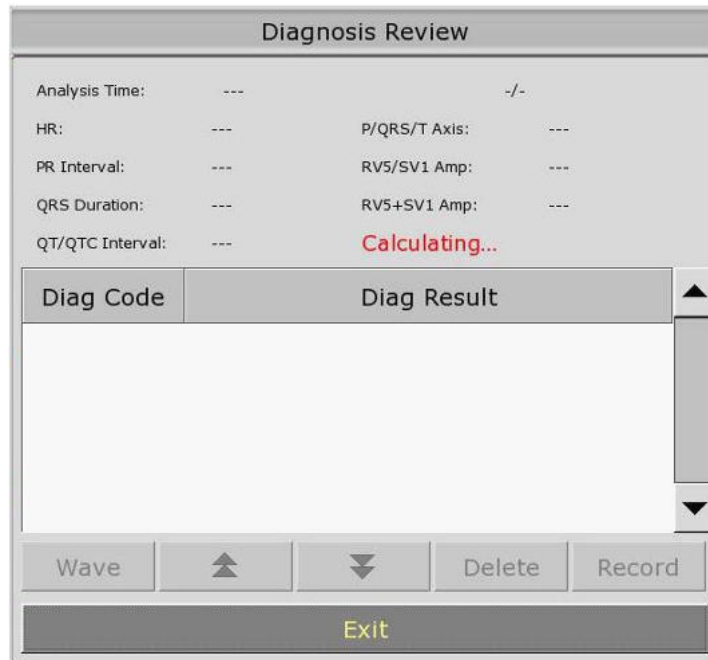 Diagnosis Review
Analysis Time: --- -/-
HR: --- P/QRS/T Axis: ---
PR Interval: --- RV5/SV1 Amp: ---
QRS Duration: --- RV5+SV1 Amp: ---
QT/QTC Interval: --- Calculating...
Diag Code Diag Result
Wave Delete Record
Exit